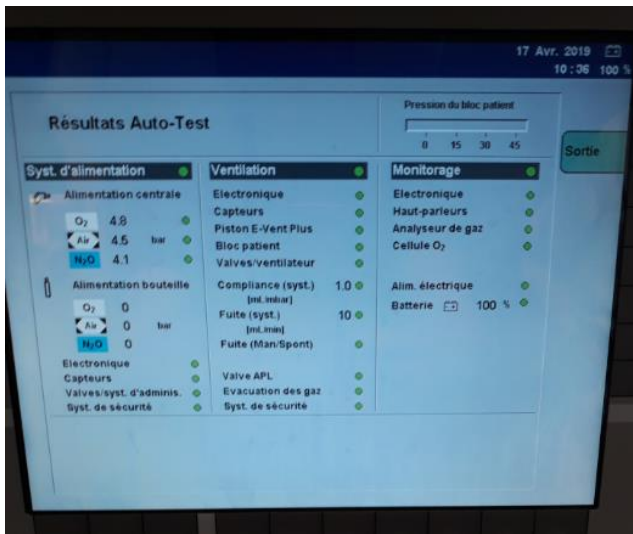 17 Avr. 2019
10:36 100 %
Résultats Auto-Test
Pression du bloc patient
0 15 30 45
Sortie
Syst. d'alimentation
Alimentation centrale
O₂ 4.8
Air 4.5 bar
N₂O 4.1
Alimentation bouteille
O₂ 0
Air 0 bar
N₂O 0
Electronique
Capteurs
Valves/syst. d'adminis.
Syst. de sécurité
Ventilation
Electronique
Capteurs
Piston E-Vent Plus
Bloc patient
Valves/ventilateur
Compliance (syst.) 1.0
[mL/mbar]
Fuite (syst.) 10
[mL/min]
Fuite (Man/Spont)
Valve APL
Evacuation des gaz
Syst. de sécurité
Monitorage
Electronique
Haut-parleurs
Analyseur de gaz
Cellule O₂
Alim. électrique
Batterie 100 %